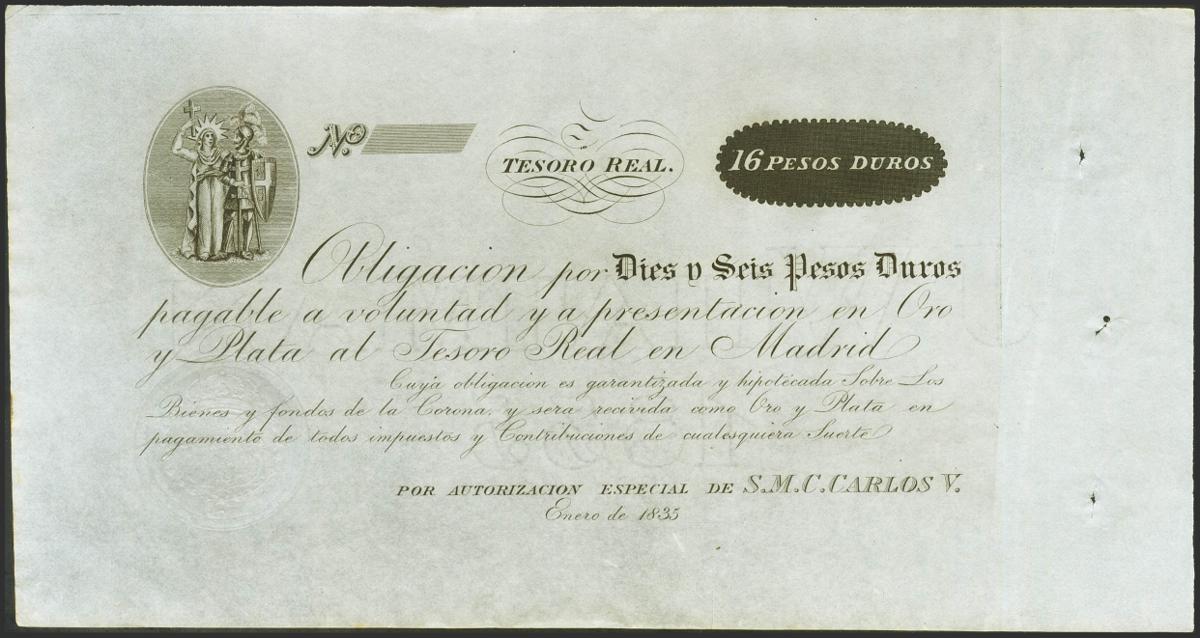 Nº.
TESORO REAL.
16 PESOS DUROS
Obligacion por Dies y Seis Pesos Duros
pagable a voluntad y a presentacion en Oro
y Plata al Tesoro Real en Madrid
Cuya obligacion es garantizada y hipotecada Sobre Los
Bienes y fondos de la Corona, y sera recivida como Oro y Plata en
pagamiento de todos impuestos y Contribuciones de cualesquiera Suerte
POR AUTORIZACION ESPECIAL DE S.M.C. CARLOS V.
Enero de 1835